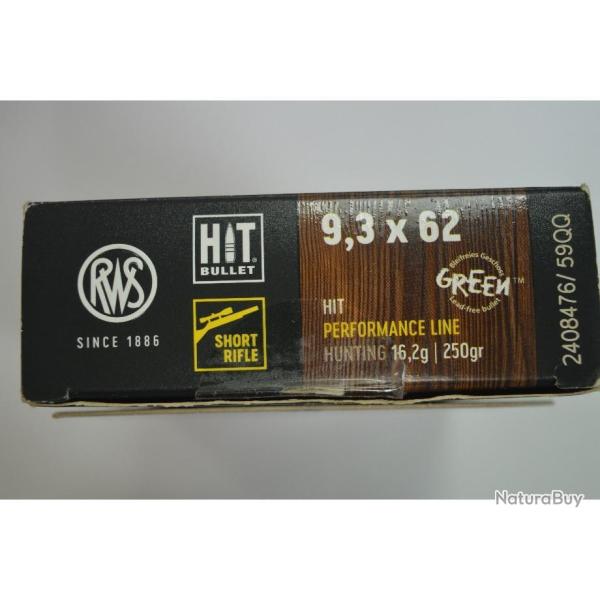 RWS
SINCE 1886
HIT
BULLET®
SHORT
RIFLE
9,3 x 62
HIT
PERFORMANCE LINE
HUNTING 16,2g | 250gr
Bleifreies Geschoss
GREEN™
Lead-free bullet
2408476/ 59QQ
NaturaBuy